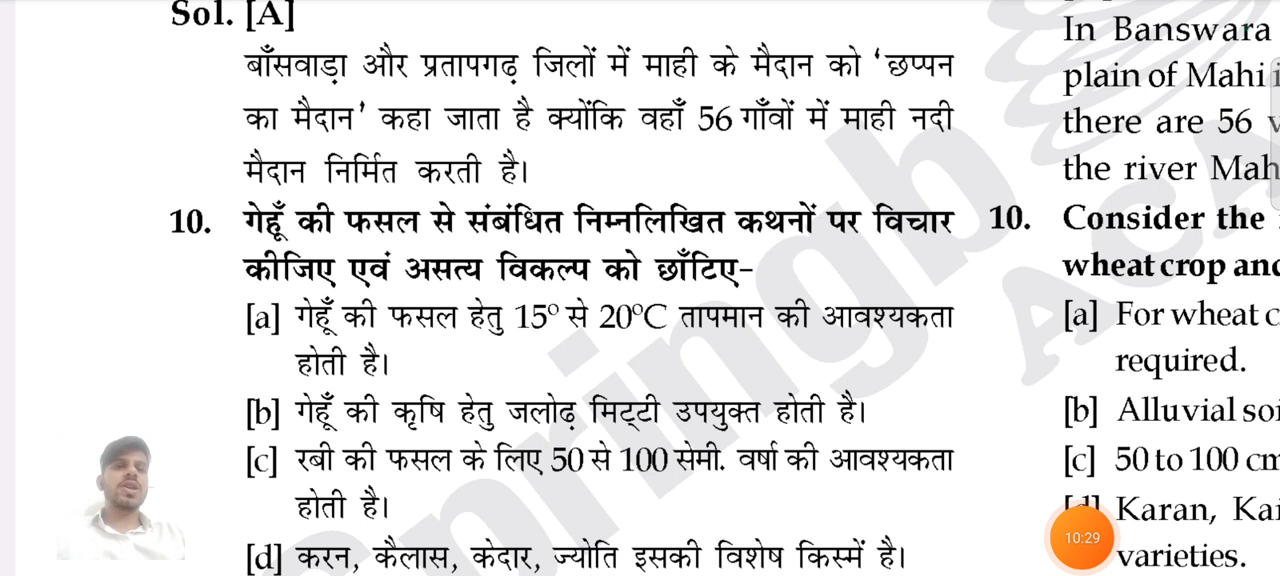 Sol. [A]
बाँसवाड़ा और प्रतापगढ़ जिलों में माही के मैदान को ‘छप्पन
का मैदान’ कहा जाता है क्योंकि वहाँ 56 गाँवों में माही नदी
मैदान निर्मित करती है।
10. गेहूँ की फसल से संबंधित निम्नलिखित कथनों पर विचार
कीजिए एवं असत्य विकल्प को छाँटिए-
[a] गेहूँ की फसल हेतु 15° से 20°C तापमान की आवश्यकता
होती है।
[b] गेहूँ की कृषि हेतु जलोढ़ मिट्टी उपयुक्त होती है।
[c] रबी की फसल के लिए 50 से 100 सेमी. वर्षा की आवश्यकता
होती है।
[d] करन, कैलास, केदार, ज्योति इसकी विशेष किस्में है।
In Banswara
plain of Mahi
there are 56
the river Mah
10. Consider the
wheat crop and
[a] For wheat c
required.
[b] Alluvial soi
[c] 50 to 100 cm
[d] Karan, Kai
varieties.
10:29